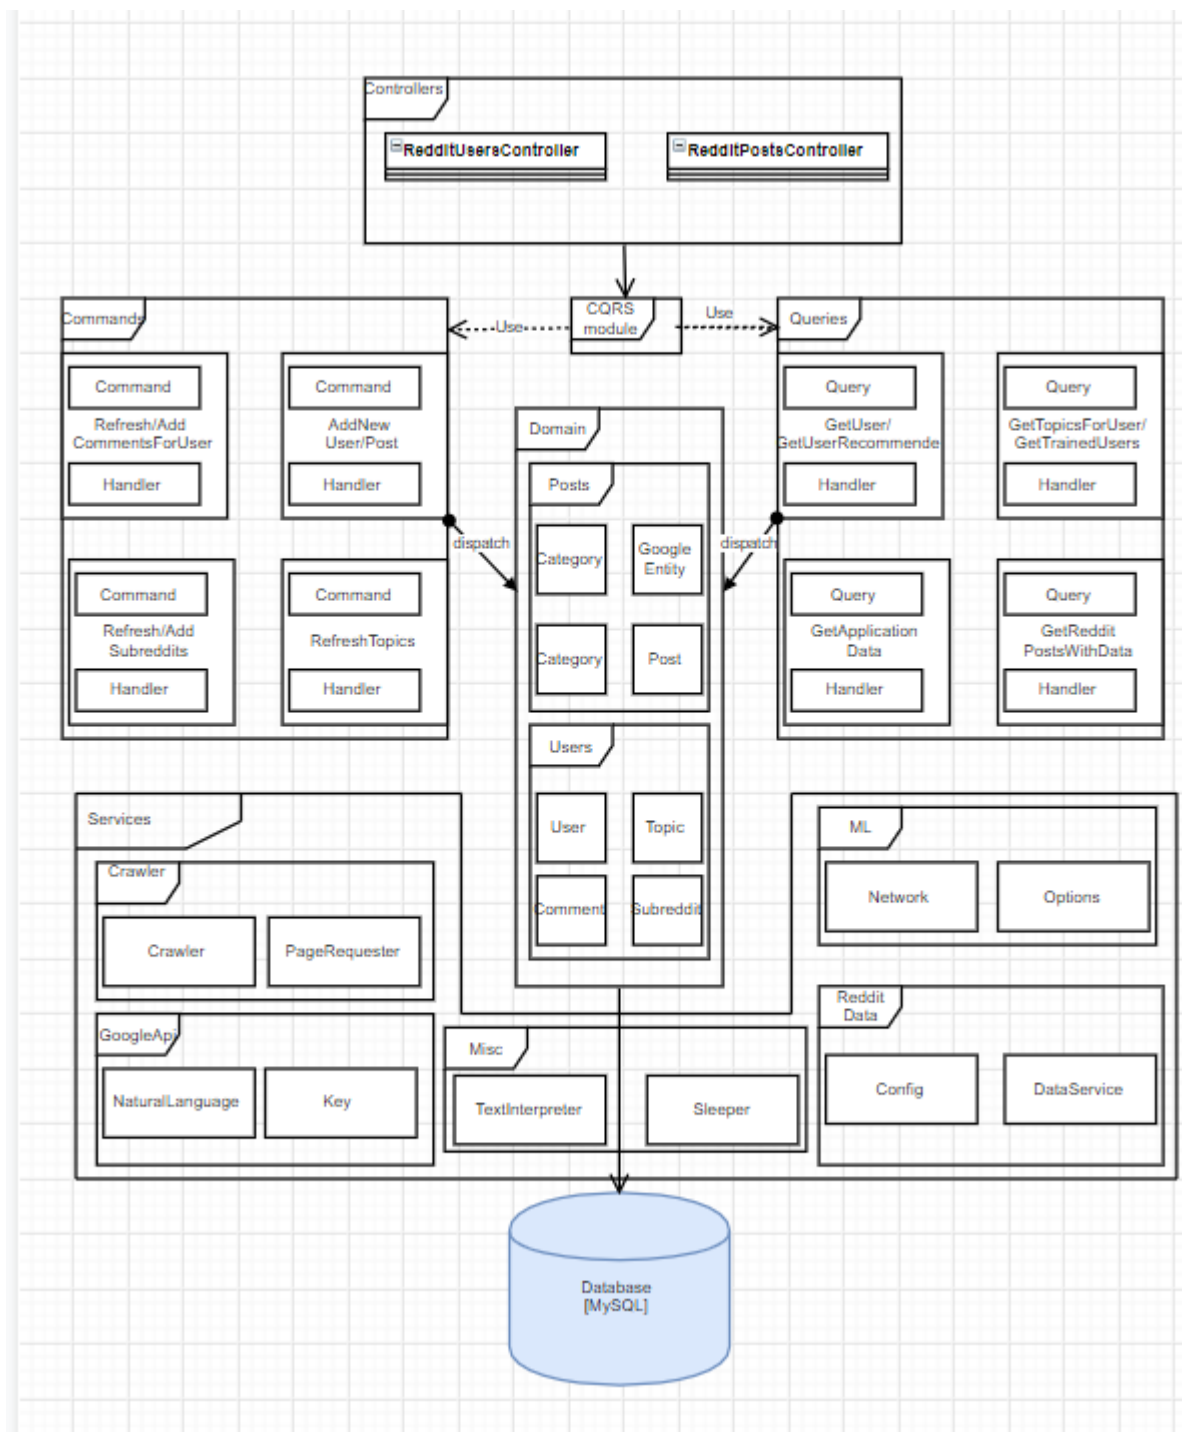 Controllers
RedditUsersController
RedditPostsController
Commands
Use
CQRS
module
Use
Queries
Command
Refresh/Add
CommentsForUser
Handler
Command
AddNew
User/Post
Handler
Command
Refresh/Add
Subreddits
Handler
Command
RefreshTopics
Handler
dispatch
Domain
Posts
Category
Google
Entity
Category
Post
Users
User
Topic
Comment
Subreddit
dispatch
Query
GetUser/
GetUserRecommende
Handler
Query
GetTopicsForUser/
GetTrainedUsers
Handler
Query
GetApplication
Data
Handler
Query
GetReddit
PostsWithData
Handler
Services
Crawler
Crawler
PageRequester
GoogleApi
NaturalLanguage
Key
Misc
TextInterpreter
Sleeper
ML
Network
Options
Reddit
Data
Config
DataService
Database
[MySQL]